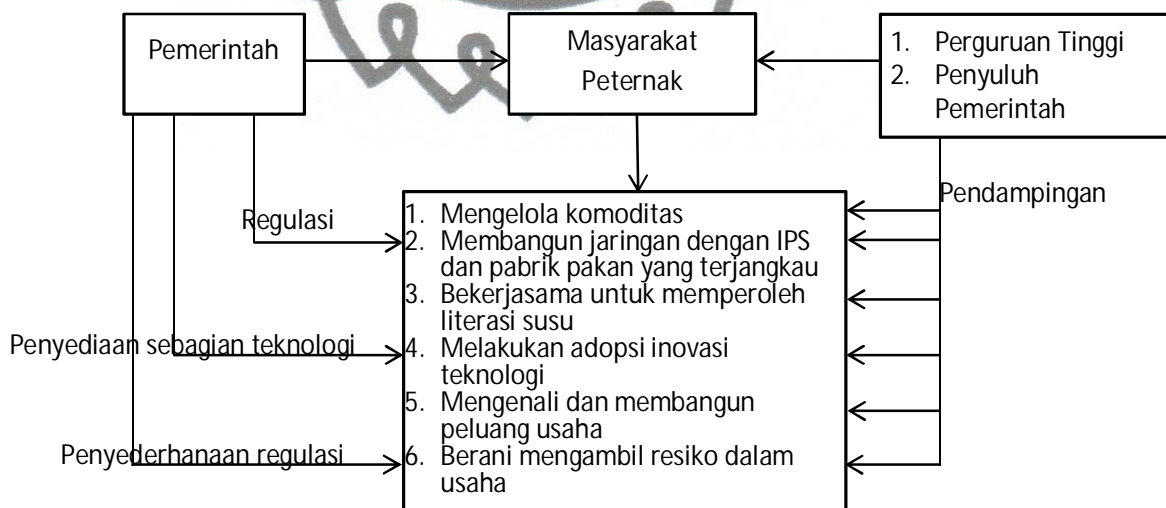 Pemerintah
Masyarakat
Peternak
1. Perguruan Tinggi
2. Penyuluh
Pemerintah
Pendampingan
Regulasi
Penyediaan sebagian teknologi
Penyederhanaan regulasi
1. Mengelola komoditas
2. Membangun jaringan dengan IPS
dan pabrik pakan yang terjangkau
3. Bekerjasama untuk memperoleh
literasi susu
4. Melakukan adopsi inovasi
teknologi
5. Mengenali dan membangun
peluang usaha
6. Berani mengambil resiko dalam
usaha